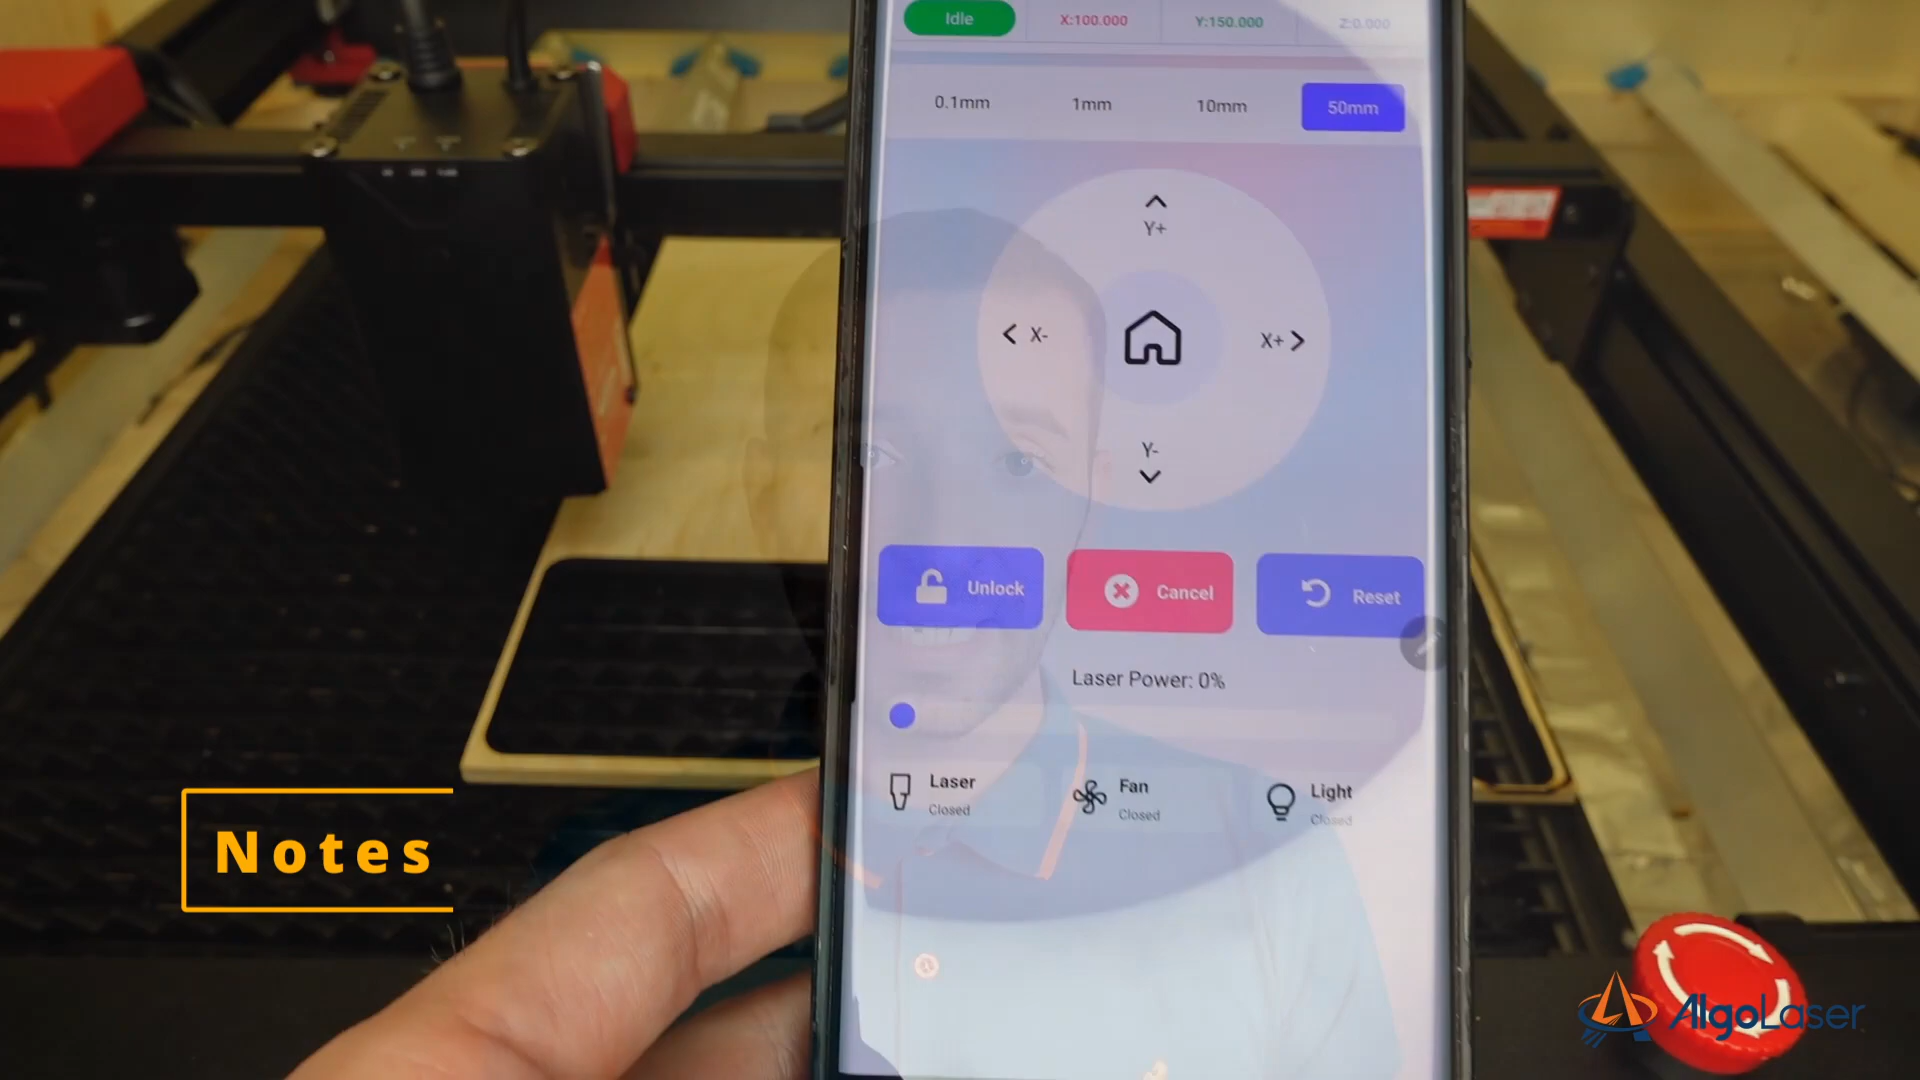 Idle X:100.000 Y:150.000 Z:0.000
0.1mm 1mm 10mm 50mm
Y+
X- X+
Y-
Unlock Cancel Reset
Laser Power: 0%
Laser Fan Light
Closed Closed Closed
Notes
AlgoLaser